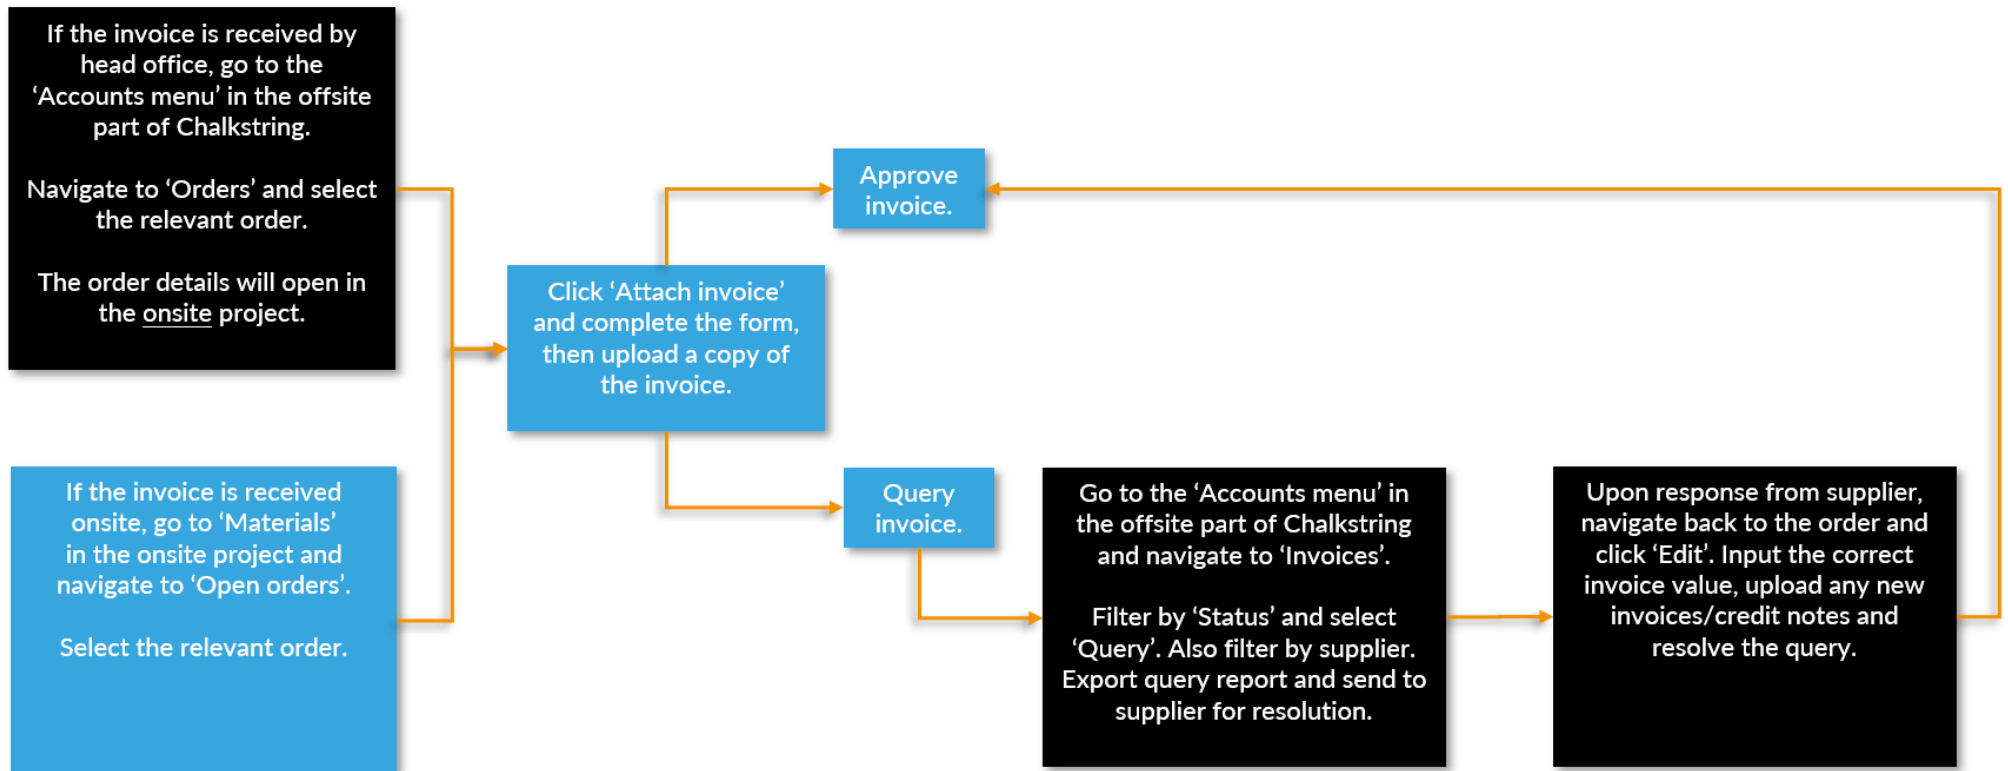 If the invoice is received by
head office, go to the
‘Accounts menu’ in the offsite
part of Chalkstring.
Navigate to ‘Orders’ and select
the relevant order.
The order details will open in
the onsite project.
If the invoice is received
onsite, go to ‘Materials’
in the onsite project and
navigate to ‘Open orders’.
Select the relevant order.
Click ‘Attach invoice’
and complete the form,
then upload a copy of
the invoice.
Approve
invoice.
Query
invoice.
Go to the ‘Accounts menu’ in
the offsite part of Chalkstring
and navigate to ‘Invoices’.
Filter by ‘Status’ and select
‘Query’. Also filter by supplier.
Export query report and send to
supplier for resolution.
Upon response from supplier,
navigate back to the order and
click ‘Edit’. Input the correct
invoice value, upload any new
invoices/credit notes and
resolve the query.